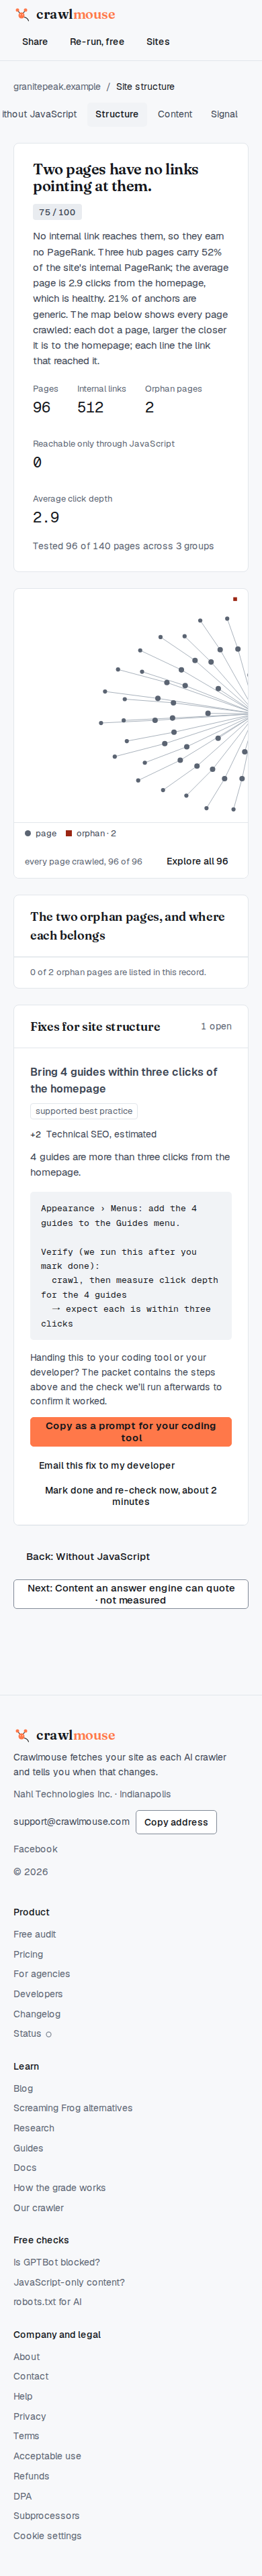 crawlmouse
Share Re-run, free Sites
granitepeak.example / Site structure
ithout JavaScript Structure Content Signal
Two pages have no links
pointing at them.
75 / 100
No internal link reaches them, so they earn
no PageRank. Three hub pages carry 52%
of the site's internal PageRank; the average
page is 2.9 clicks from the homepage,
which is healthy. 21% of anchors are
generic. The map below shows every page
crawled: each dot a page, larger the closer
it is to the homepage; each line the link
that reached it.
Pages Internal links Orphan pages
96 512 2
Reachable only through JavaScript
0
Average click depth
2.9
Tested 96 of 140 pages across 3 groups
page orphan · 2
every page crawled, 96 of 96 Explore all 96
The two orphan pages, and where
each belongs
0 of 2 orphan pages are listed in this record.
Fixes for site structure 1 open
Bring 4 guides within three clicks of
the homepage
supported best practice
+2 Technical SEO, estimated
4 guides are more than three clicks from the
homepage.
Appearance › Menus: add the 4
guides to the Guides menu.
Verify (we run this after you
mark done):
crawl, then measure click depth
for the 4 guides
→ expect each is within three
clicks
Handing this to your coding tool or your
developer? The packet contains the steps
above and the check we'll run afterwards to
confirm it worked.
Copy as a prompt for your coding
tool
Email this fix to my developer
Mark done and re-check now, about 2
minutes
Back: Without JavaScript
Next: Content an answer engine can quote
· not measured
crawlmouse
Crawlmouse fetches your site as each AI crawler
and tells you when that changes.
Nahl Technologies Inc. · Indianapolis
support@crawlmouse.com Copy address
Facebook
© 2026
Product
Free audit
Pricing
For agencies
Developers
Changelog
Status
Learn
Blog
Screaming Frog alternatives
Research
Guides
Docs
How the grade works
Our crawler
Free checks
Is GPTBot blocked?
JavaScript-only content?
robots.txt for AI
Company and legal
About
Contact
Help
Privacy
Terms
Acceptable use
Refunds
DPA
Subprocessors
Cookie settings